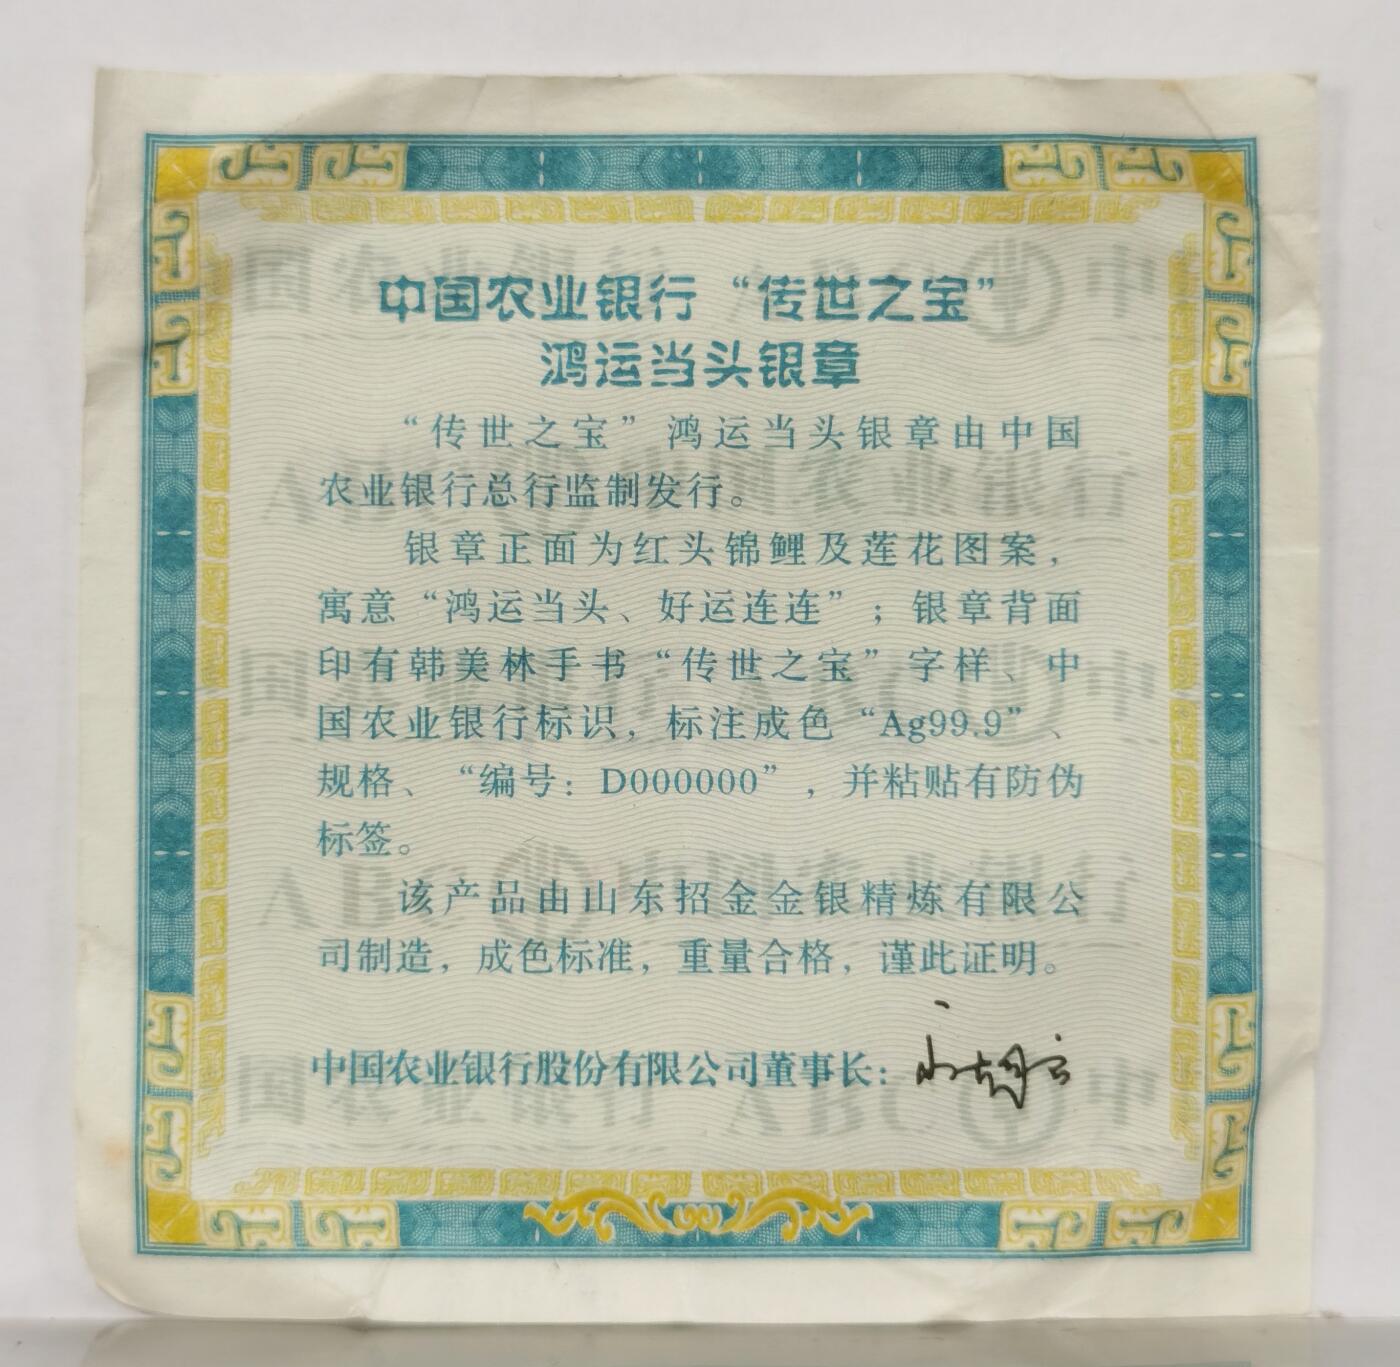 中国农业银行“传世之宝”
鸿运当头银章
“传世之宝”鸿运当头银章由中国
农业银行总行监制发行。
银章正面为红头锦鲤及莲花图案，
寓意“鸿运当头、好运连连”；银章背面
印有韩美林手书“传世之宝”字样、中
国农业银行标识，标注成色“Ag99.9”、
规格、“编号：D000000”，并粘贴有防伪
标签。
该产品由山东招金金银精炼有限公
司制造，成色标准，重量合格，谨此证明。
中国农业银行股份有限公司董事长：